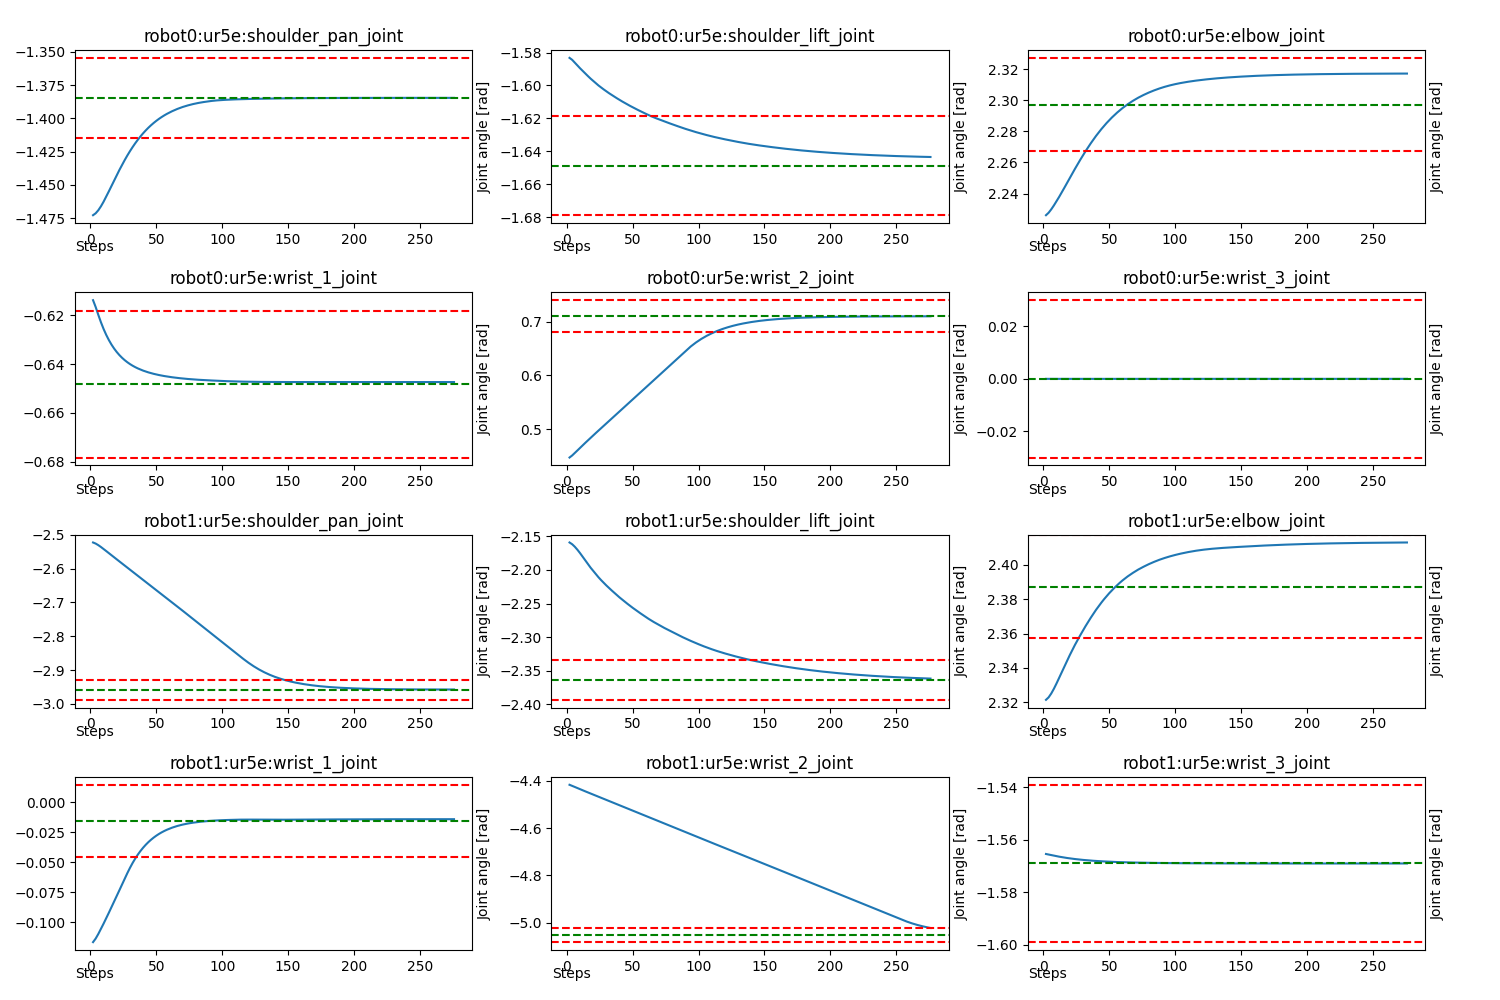 robot0:ur5e:shoulder_pan_joint
−1.350
−1.375
−1.400
−1.425
−1.450
−1.475
0 50 100 150 200 250
Steps
Joint angle [rad]
robot0:ur5e:shoulder_lift_joint
−1.58
−1.60
−1.62
−1.64
−1.66
−1.68
0 50 100 150 200 250
Steps
Joint angle [rad]
robot0:ur5e:elbow_joint
2.32
2.30
2.28
2.26
2.24
0 50 100 150 200 250
Steps
Joint angle [rad]
robot0:ur5e:wrist_1_joint
−0.62
−0.64
−0.66
−0.68
0 50 100 150 200 250
Steps
Joint angle [rad]
robot0:ur5e:wrist_2_joint
0.7
0.6
0.5
0 50 100 150 200 250
Steps
Joint angle [rad]
robot0:ur5e:wrist_3_joint
0.02
0.00
−0.02
0 50 100 150 200 250
Steps
Joint angle [rad]
robot1:ur5e:shoulder_pan_joint
−2.5
−2.6
−2.7
−2.8
−2.9
−3.0
0 50 100 150 200 250
Steps
Joint angle [rad]
robot1:ur5e:shoulder_lift_joint
−2.15
−2.20
−2.25
−2.30
−2.35
−2.40
0 50 100 150 200 250
Steps
Joint angle [rad]
robot1:ur5e:elbow_joint
2.40
2.38
2.36
2.34
2.32
0 50 100 150 200 250
Steps
Joint angle [rad]
robot1:ur5e:wrist_1_joint
0.000
−0.025
−0.050
−0.075
−0.100
0 50 100 150 200 250
Steps
Joint angle [rad]
robot1:ur5e:wrist_2_joint
−4.4
−4.6
−4.8
−5.0
0 50 100 150 200 250
Steps
Joint angle [rad]
robot1:ur5e:wrist_3_joint
−1.54
−1.56
−1.58
−1.60
0 50 100 150 200 250
Steps
Joint angle [rad]